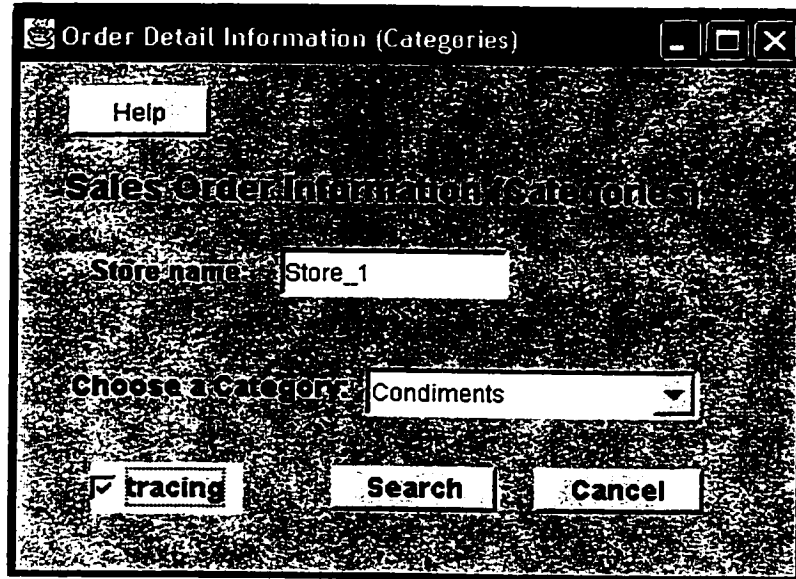 Order Detail Information (Categories)
Help
Sales Order Information (Categories)
Store name: Store_1
Choose a Category: Condiments
tracing Search Cancel